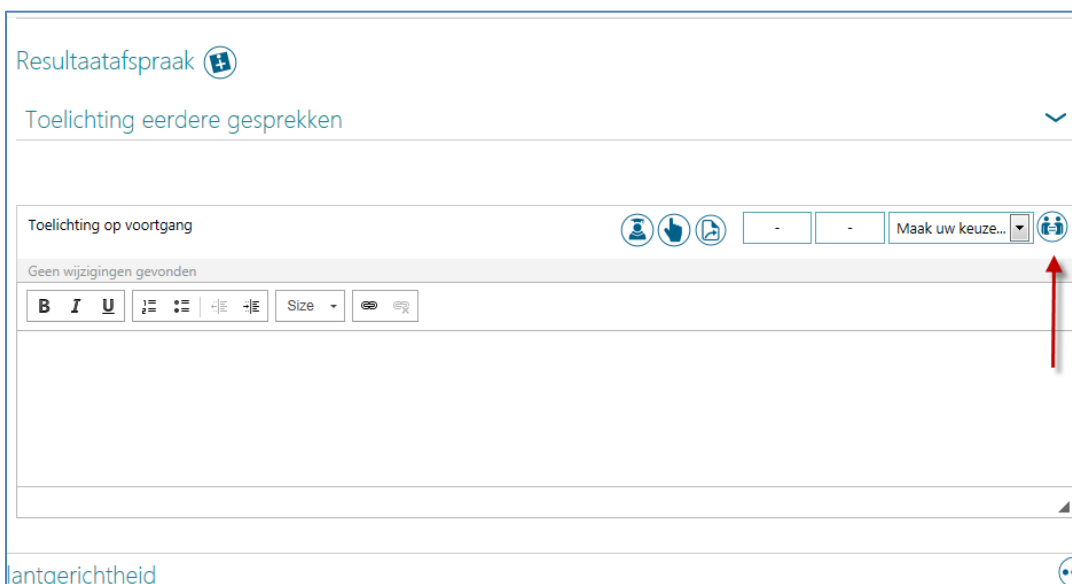 Resultaatafspraak
Toelichting eerdere gesprekken
Toelichting op voortgang - - Maak uw keuze...
Geen wijzigingen gevonden
B I U Size
lantgerichtheid